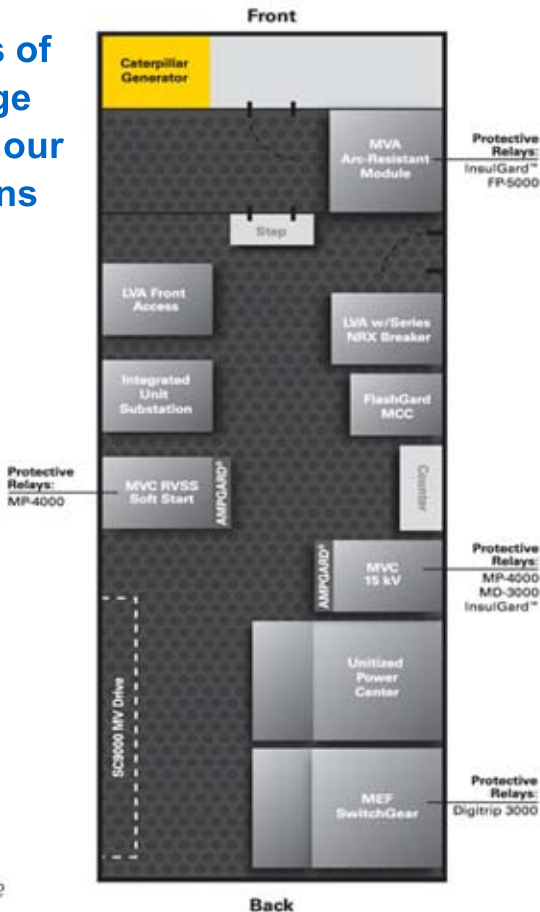 Front
s of
ge
our
ns
Caterpillar
Generator
MVA
Arc-Resistant
Module
Protective
Relays:
InsulGard™
FP-5000
Step
LVA Front
Access
LVA w/Series
NRX Breaker
Integrated
Unit
Substation
FlashGard
MCC
Protective
Relays:
MP-4000
MVC RVSS
Soft Start
AMPGARD®
Counter
AMPGARD®
MVC
15 kV
Protective
Relays:
MP-4000
MD-3000
InsulGard™
Unitized
Power
Center
SC9000 MV Drive
MEF
SwitchGear
Protective
Relays:
Digitrip 3000
Back